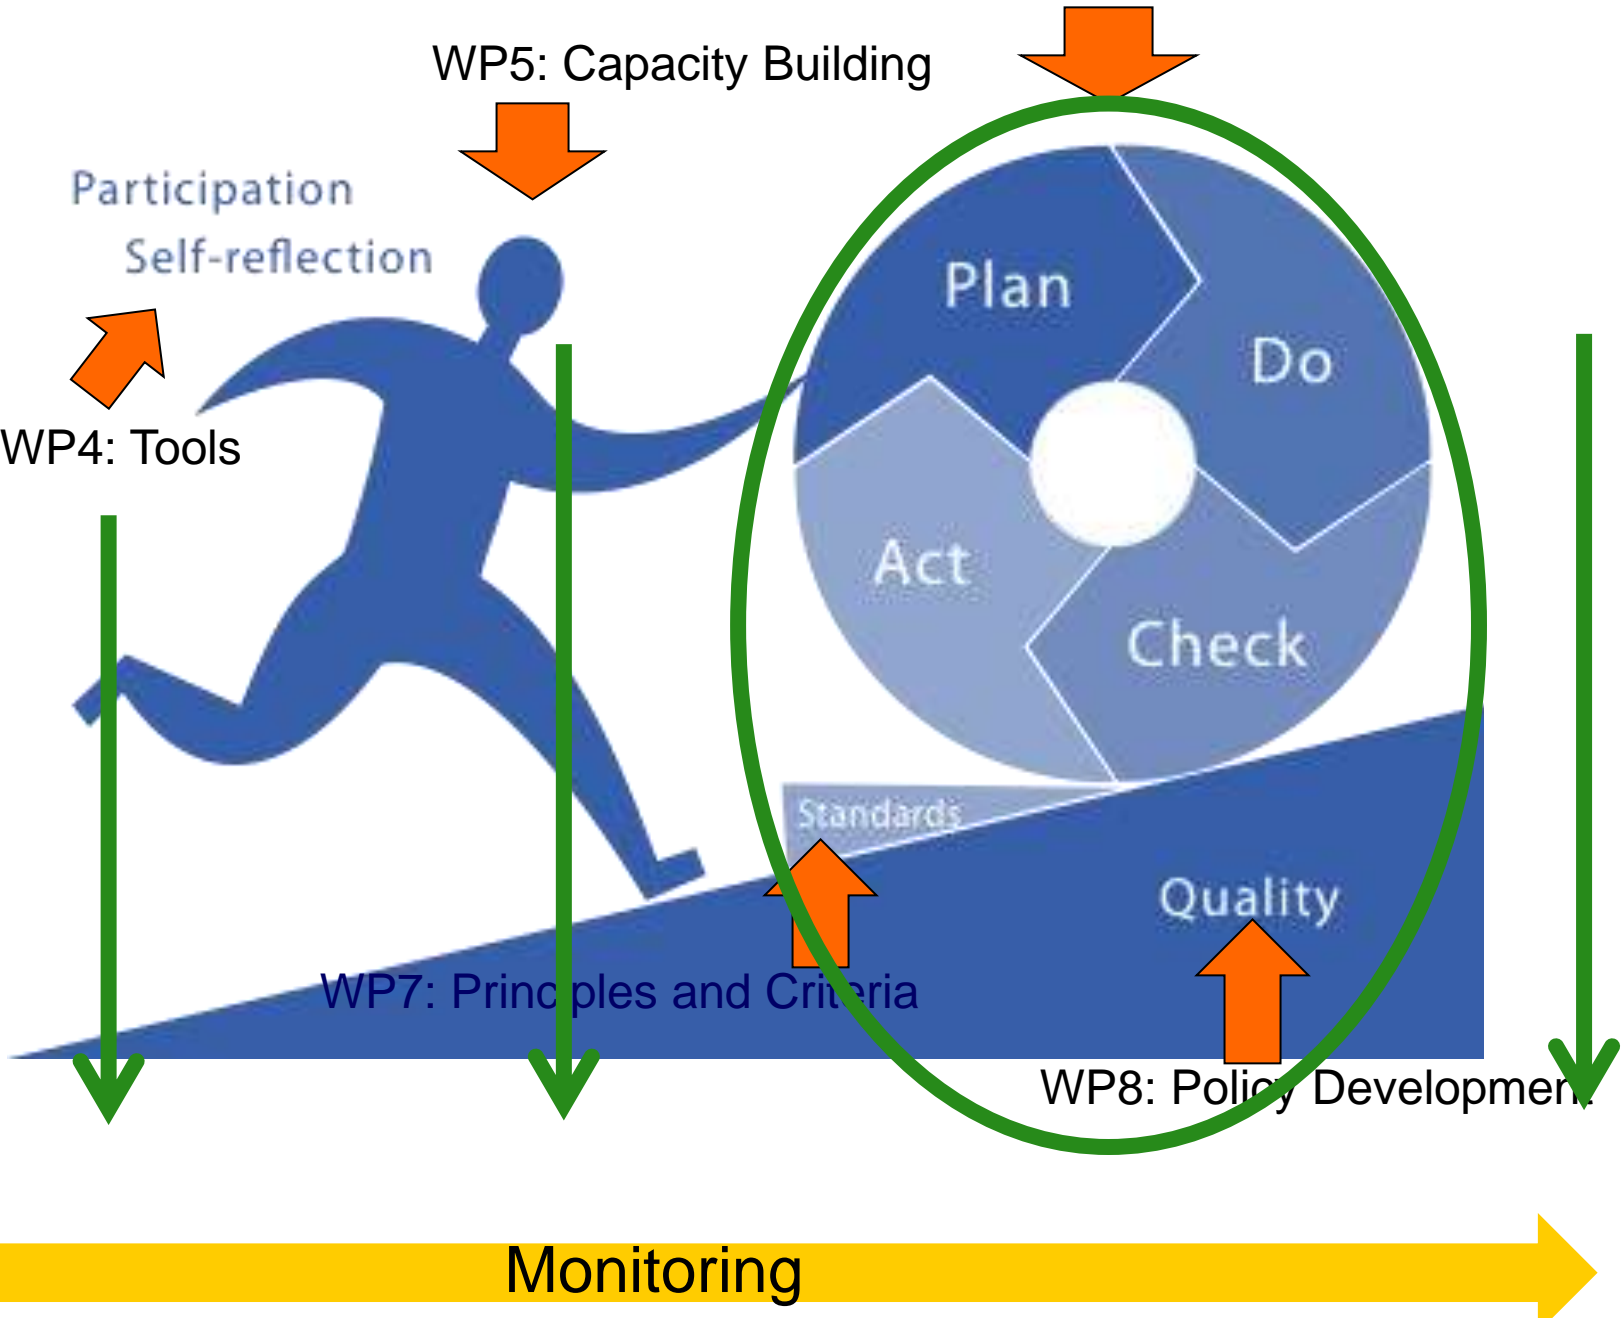 WP5: Capacity Building
Participation
Self-reflection
Plan
Do
WP4: Tools
Act
Check
Standards
Quality
WP7: Principles and Criteria
WP8: Policy Development
Monitoring